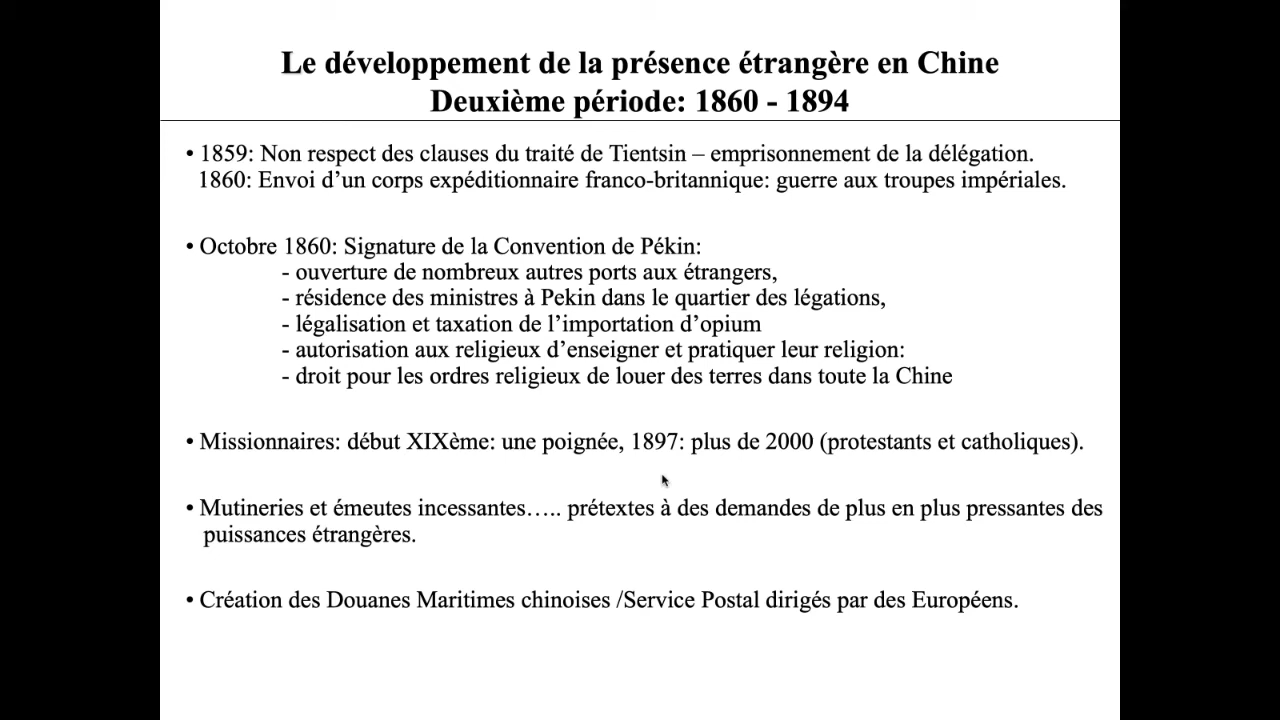 Le développement de la présence étrangère en Chine
Deuxième période: 1860 - 1894
• 1859: Non respect des clauses du traité de Tientsin – emprisonnement de la délégation.
1860: Envoi d’un corps expéditionnaire franco-britannique: guerre aux troupes impériales.
• Octobre 1860: Signature de la Convention de Pékin:
- ouverture de nombreux autres ports aux étrangers,
- résidence des ministres à Pekin dans le quartier des légations,
- légalisation et taxation de l’importation d’opium
- autorisation aux religieux d’enseigner et pratiquer leur religion:
- droit pour les ordres religieux de louer des terres dans toute la Chine
• Missionnaires: début XIXème: une poignée, 1897: plus de 2000 (protestants et catholiques).
• Mutineries et émeutes incessantes….. prétextes à des demandes de plus en plus pressantes des
puissances étrangères.
• Création des Douanes Maritimes chinoises /Service Postal dirigés par des Européens.